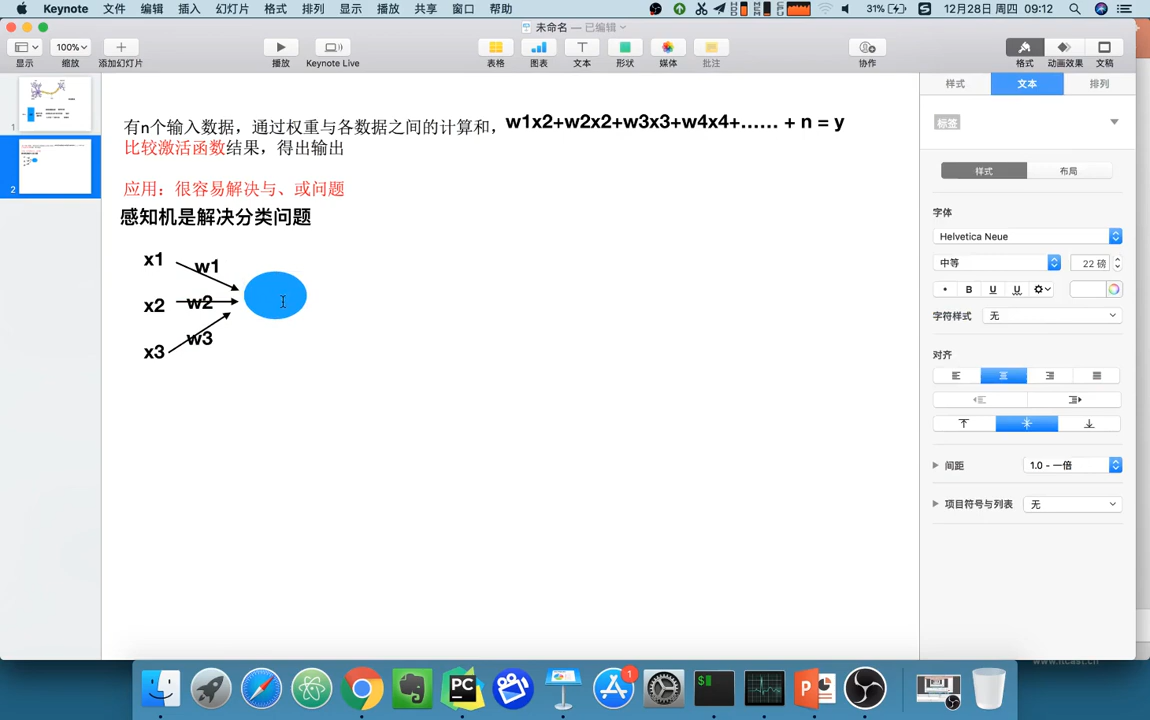 Keynote 文件 编辑 插入 幻灯片 格式 排列 显示 播放 共享 窗口 帮助 31% 12月28日 周四 09:12
未命名 — 已编辑
100%
显示 缩放 添加幻灯片 播放 Keynote Live 表格 图表 文本 形状 媒体 批注 协作 格式 动画效果 文稿
样式 文本 排列
1
2
有n个输入数据，通过权重与各数据之间的计算和，w1x2+w2x2+w3x3+w4x4+...... + n = y
比较激活函数结果，得出输出
应用：很容易解决与、或问题
感知机是解决分类问题
x1 w1
x2 w2
x3 w3
标签
样式 布局
字体
Helvetica Neue
中等 22 磅
B U U
字符样式 无
对齐
间距 1.0 - 一倍
项目符号与列表 无
www.itcast.cn
PC
1
$
P